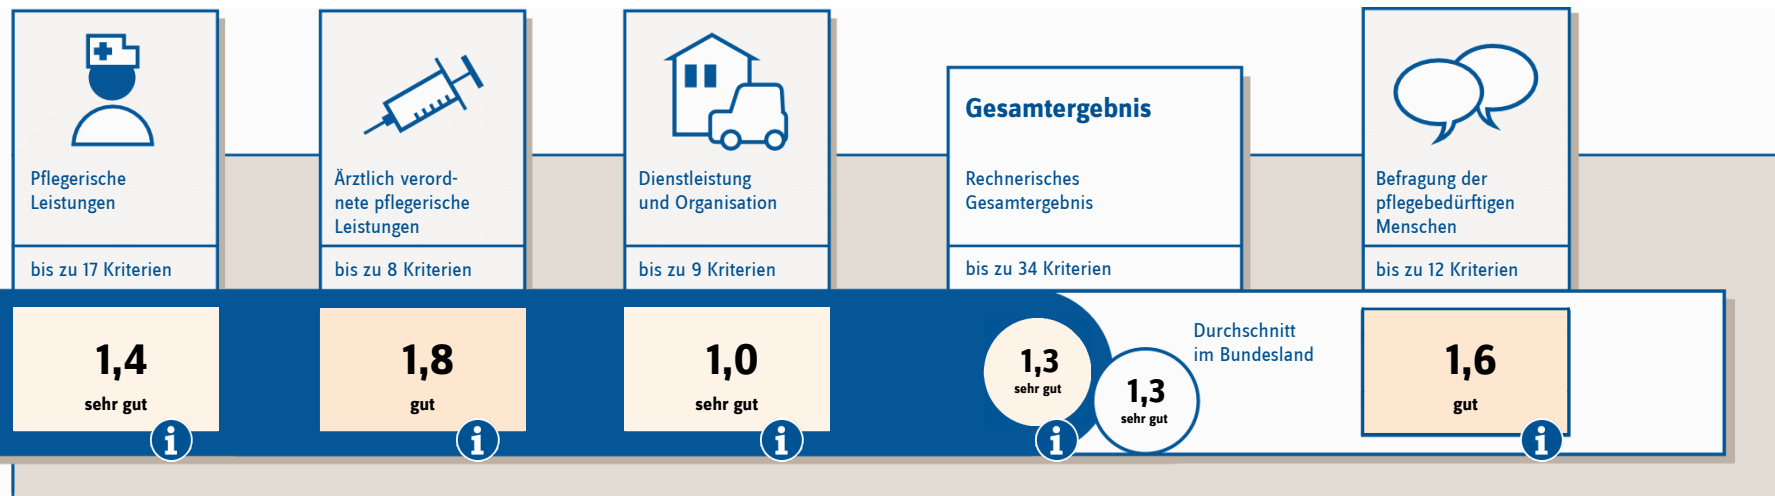 Pflegerische
Leistungen
bis zu 17 Kriterien
1,4
sehr gut
i
Ärztlich verord-
nete pflegerische
Leistungen
bis zu 8 Kriterien
1,8
gut
i
Dienstleistung
und Organisation
bis zu 9 Kriterien
1,0
sehr gut
i
Gesamtergebnis
Rechnerisches
Gesamtergebnis
bis zu 34 Kriterien
1,3
sehr gut
i
1,3
sehr gut
Durchschnitt
im Bundesland
Befragung der
pflegebedürftigen
Menschen
bis zu 12 Kriterien
1,6
gut
i